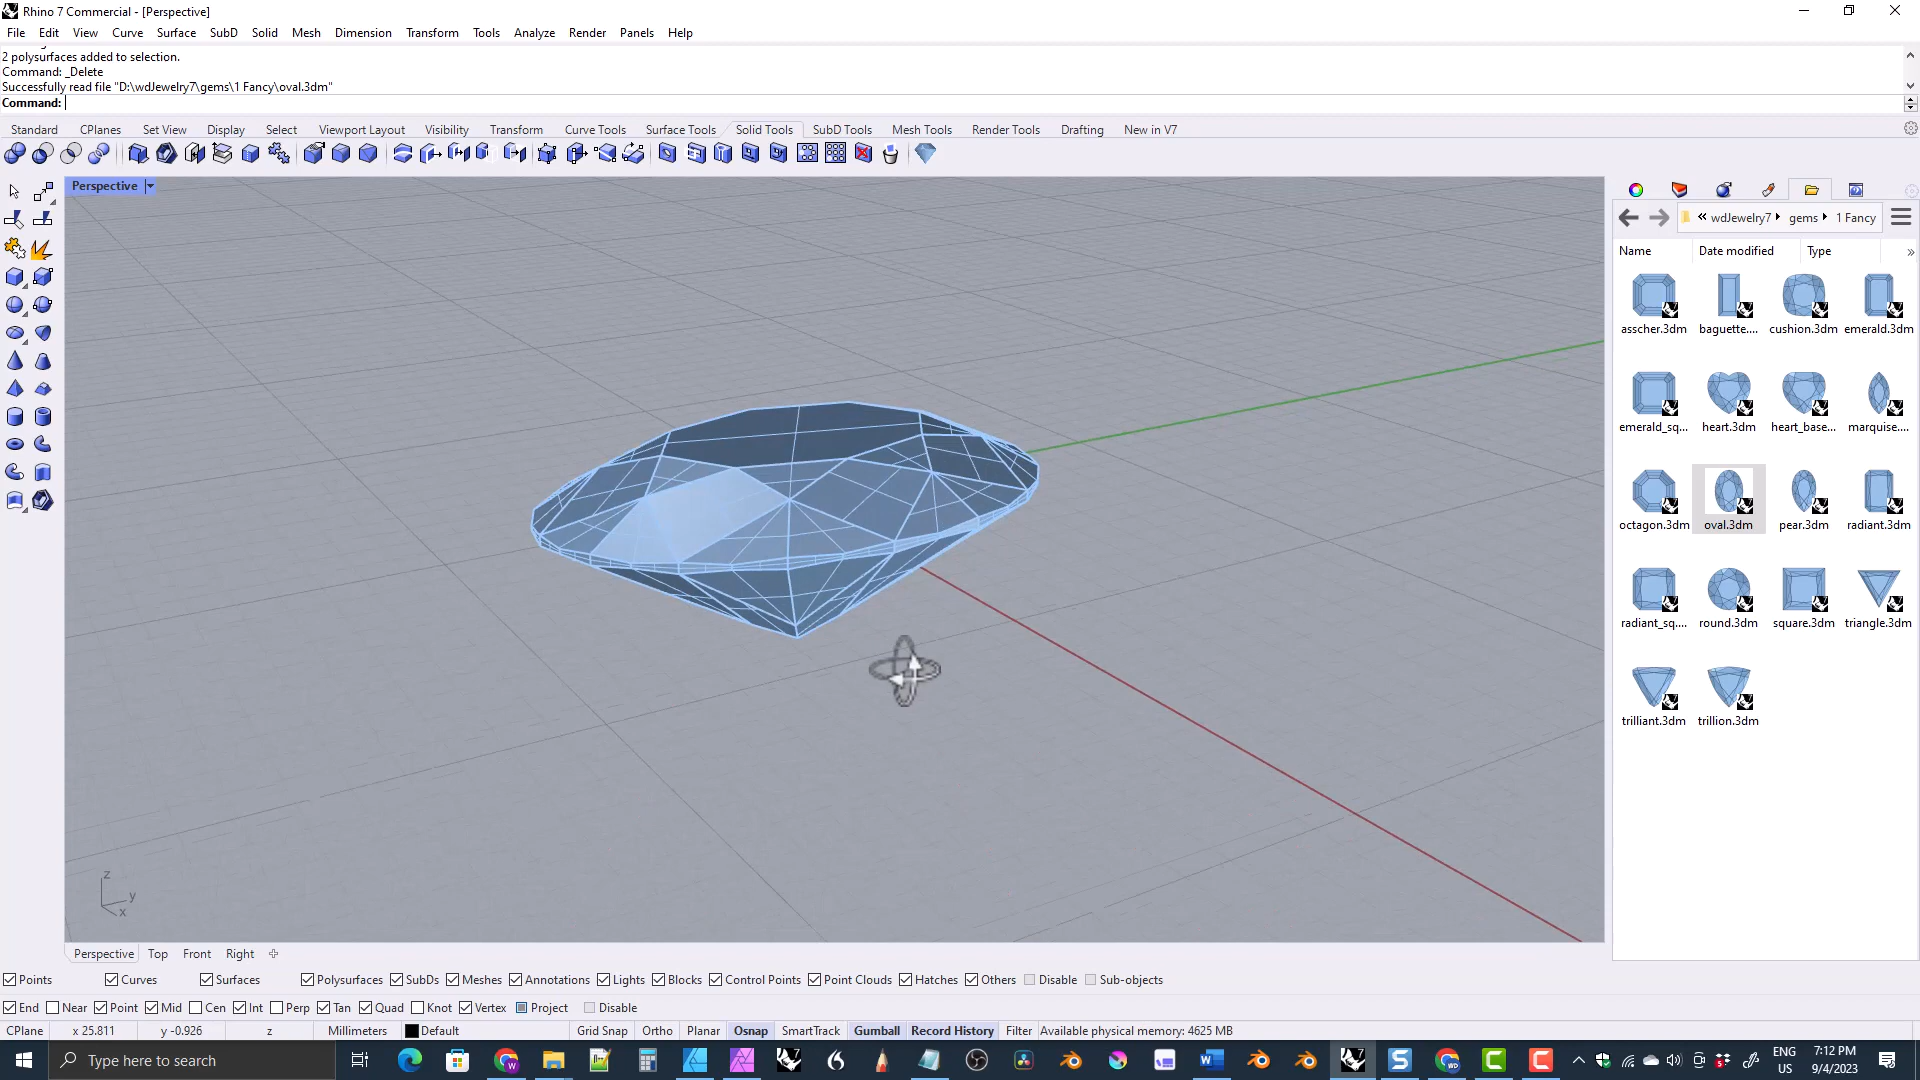 Rhino 7 Commercial - [Perspective]
File Edit View Curve Surface SubD Solid Mesh Dimension Transform Tools Analyze Render Panels Help
2 polysurfaces added to selection.
Command: _Delete
Successfully read file "D:\wdJewelry7\gems\1 Fancy\oval.3dm"
Command:
Standard CPlanes Set View Display Select Viewport Layout Visibility Transform Curve Tools Surface Tools Solid Tools SubD Tools Mesh Tools Render Tools Drafting New in V7
Perspective
« wdJewelry7 gems 1 Fancy
Name Date modified Type »
asscher.3dm baguette.... cushion.3dm emerald.3dm
emerald_sq... heart.3dm heart_base... marquise....
octagon.3dm oval.3dm pear.3dm radiant.3dm
radiant_sq.... round.3dm square.3dm triangle.3dm
trilliant.3dm trillion.3dm
z
y
x
Perspective Top Front Right
Points Curves Surfaces Polysurfaces SubDs Meshes Annotations Lights Blocks Control Points Point Clouds Hatches Others Disable Sub-objects
End Near Point Mid Cen Int Perp Tan Quad Knot Vertex Project Disable
CPlane x 25.811 y -0.926 z Millimeters Default Grid Snap Ortho Planar Osnap SmartTrack Gumball Record History Filter Available physical memory: 4625 MB
Type here to search
ENG
US
7:12 PM
9/4/2023